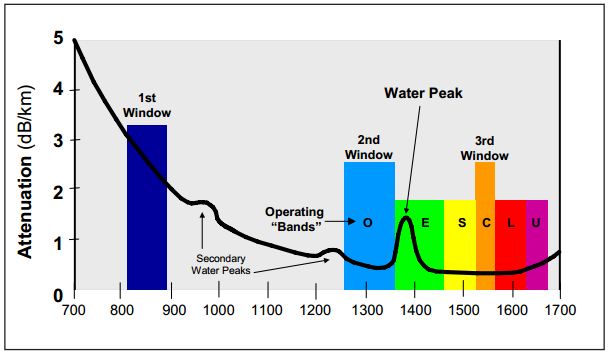 5
4
3
2
1
0
Attenuation (dB/km)
1st
Window
Water Peak
2nd
Window
3rd
Window
Operating
“Bands”
O
E
S
C
L
U
Secondary
Water Peaks
700
800
900
1000
1100
1200
1300
1400
1500
1600
1700